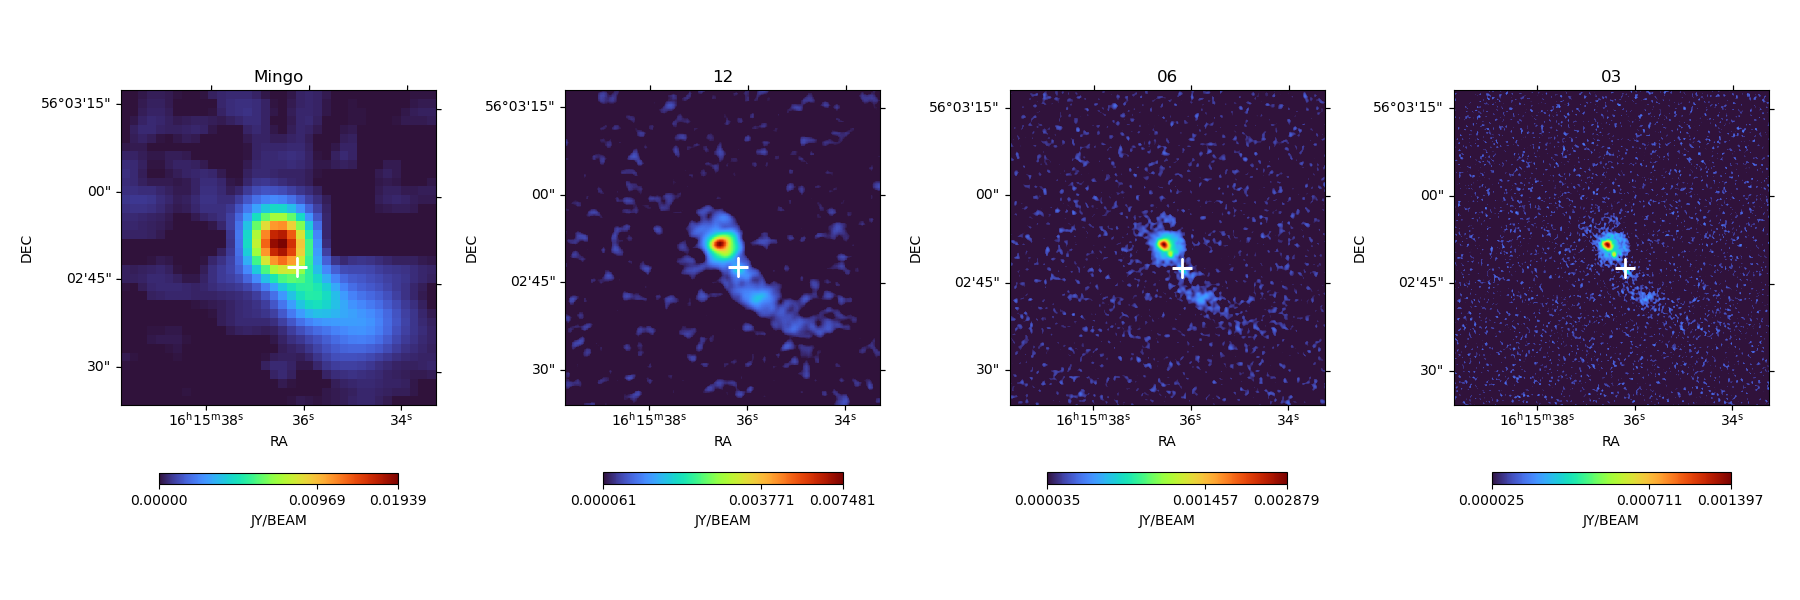 Mingo
56°03'15"
00"
02'45"
30"
DEC
16h15m38s 36s 34s
RA
0.00000 0.00969 0.01939
JY/BEAM
12
56°03'15"
00"
02'45"
30"
DEC
16h15m38s 36s 34s
RA
0.000061 0.003771 0.007481
JY/BEAM
06
56°03'15"
00"
02'45"
30"
DEC
16h15m38s 36s 34s
RA
0.000035 0.001457 0.002879
JY/BEAM
03
56°03'15"
00"
02'45"
30"
DEC
16h15m38s 36s 34s
RA
0.000025 0.000711 0.001397
JY/BEAM